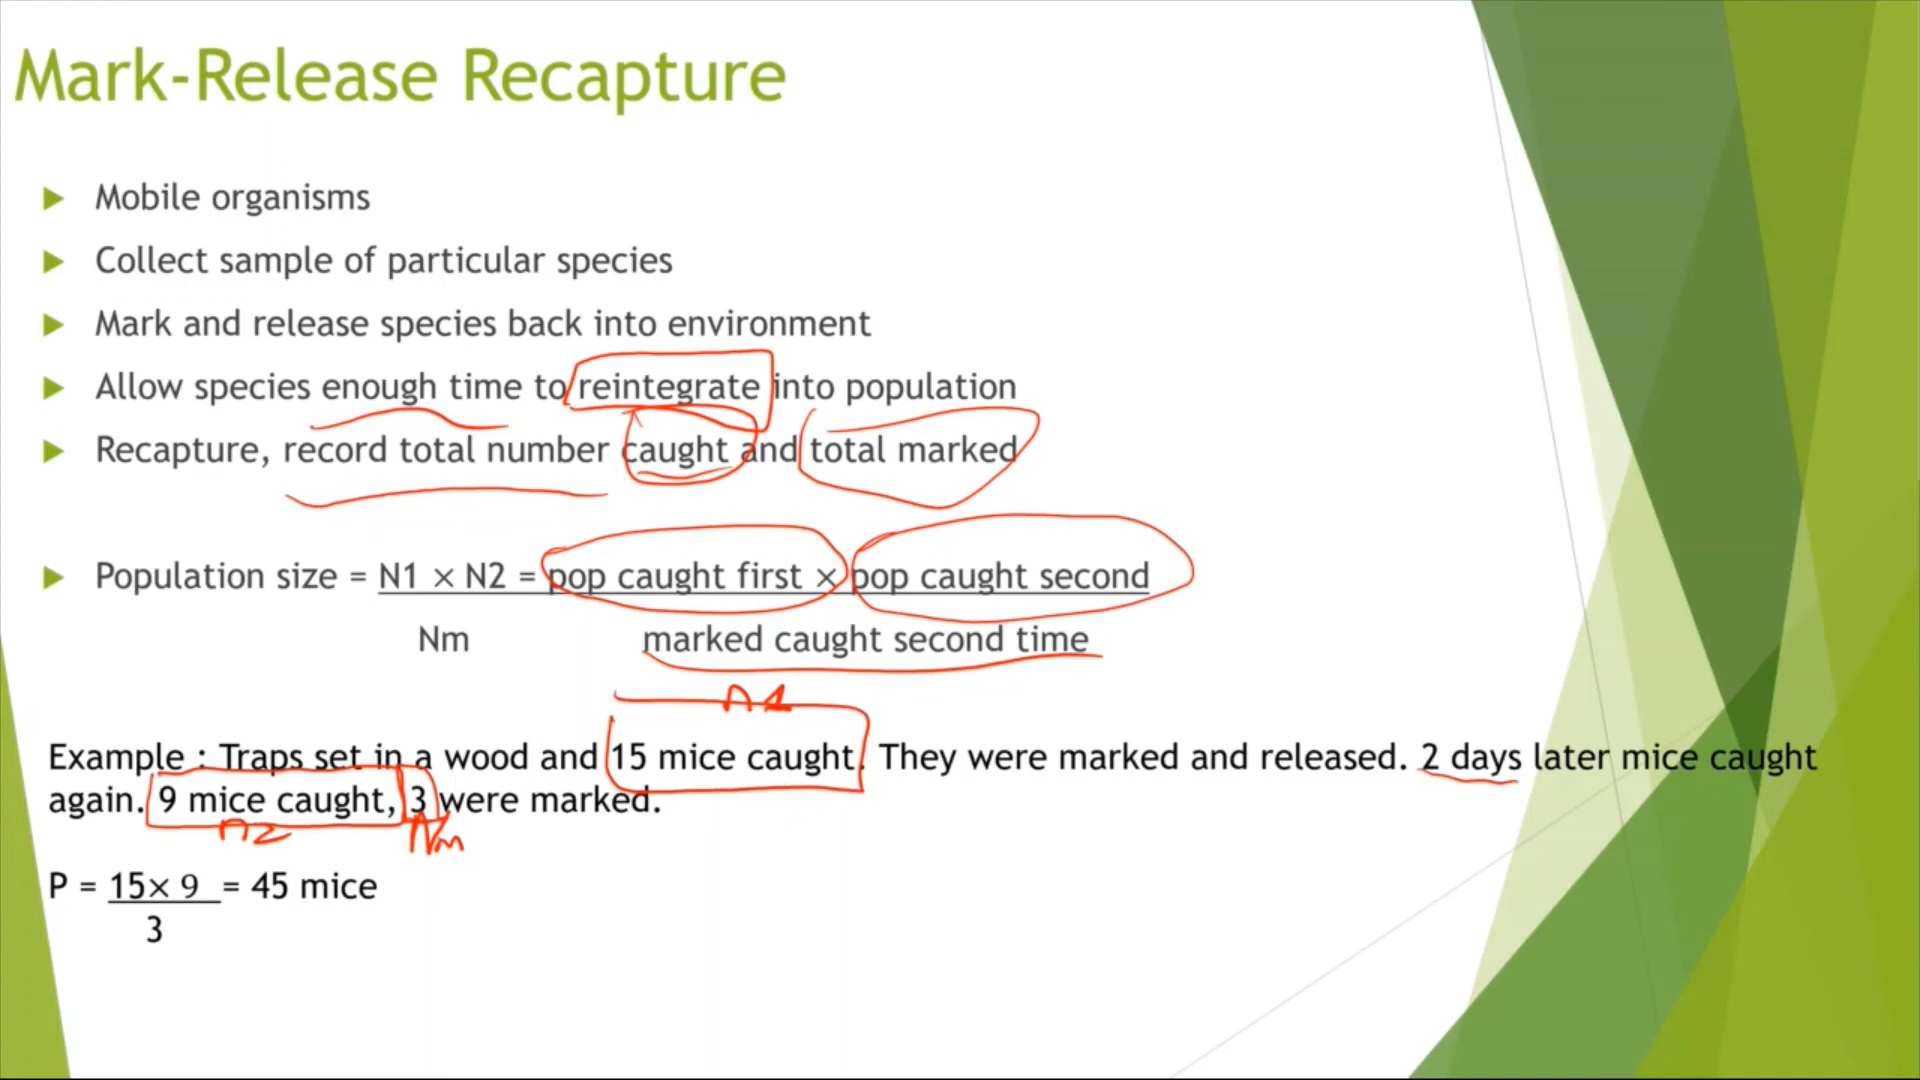 Mark-Release Recapture
Mobile organisms
Collect sample of particular species
Mark and release species back into environment
Allow species enough time to reintegrate into population
Recapture, record total number caught and total marked
Population size = N1 × N2 = pop caught first × pop caught second
Nm marked caught second time
n1
Example : Traps set in a wood and 15 mice caught. They were marked and released. 2 days later mice caught
again. 9 mice caught, 3 were marked.
n2 Nm
P = 15× 9 = 45 mice
3